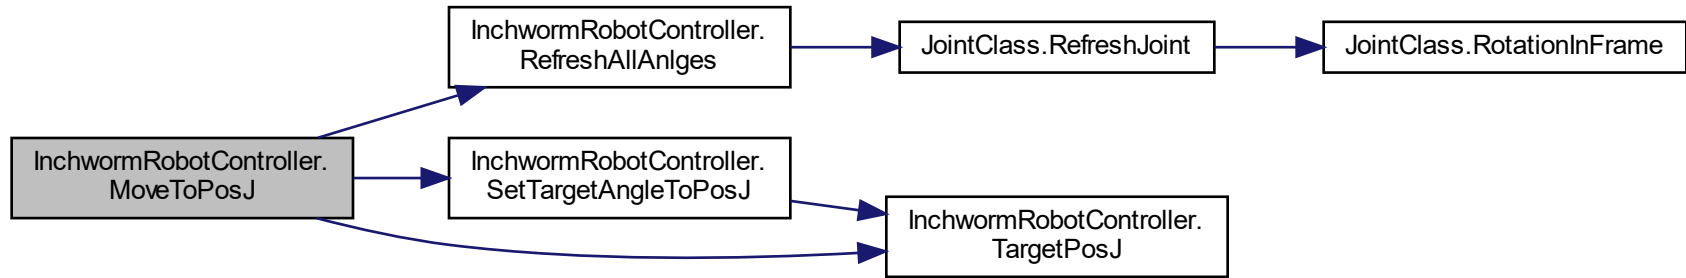 InchwormRobotController.
RefreshAllAnlges
JointClass.RefreshJoint
JointClass.RotationInFrame
InchwormRobotController.
MoveToPosJ
InchwormRobotController.
SetTargetAngleToPosJ
InchwormRobotController.
TargetPosJ